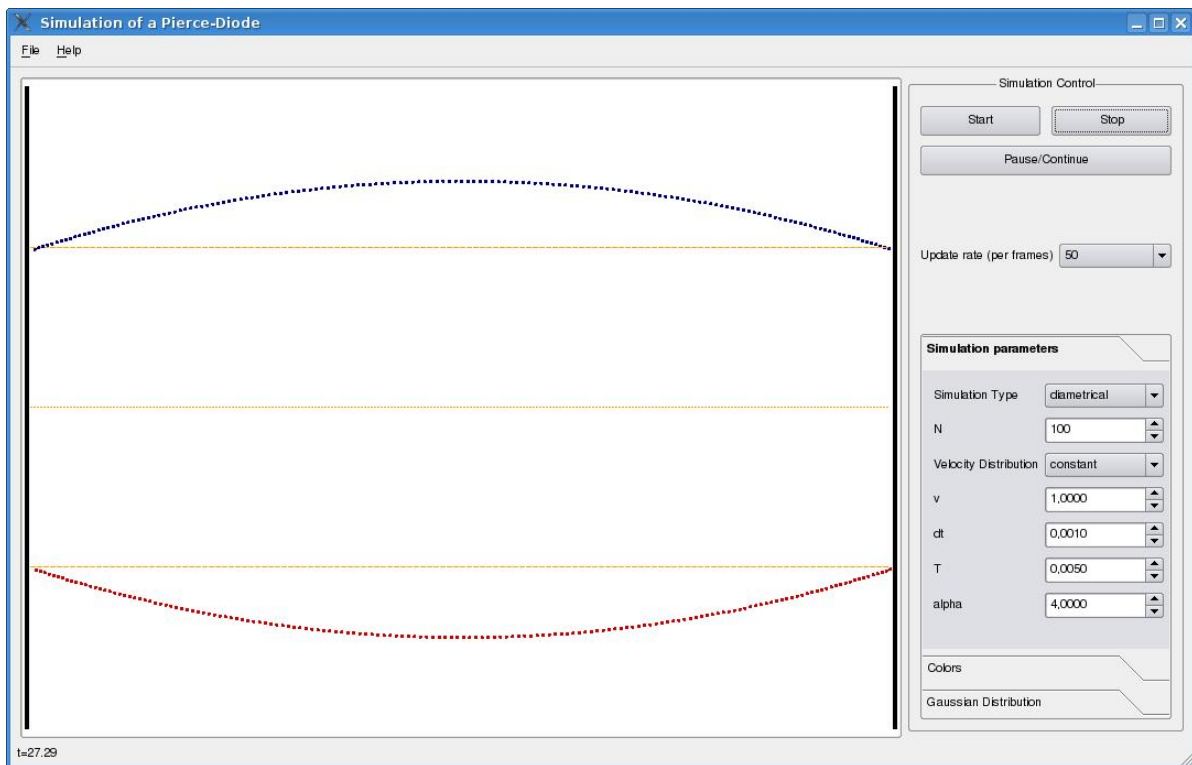 Simulation of a Pierce-Diode
File Help
Simulation Control
Start Stop
Pause/Continue
Update rate (per frames) 50
Simulation parameters
Simulation Type diametrical
N 100
Velocity Distribution constant
v 1,0000
dt 0,0010
T 0,0050
alpha 4,0000
Colors
Gaussian Distribution
t=27.29